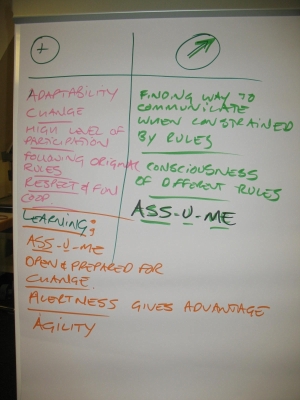 +
ADAPTABILITY
CHANGE
HIGH LEVEL OF
PARTICIPATION
FOLLOWING ORIGINAL
RULES
RESPECT & FUN
COOP
FINDING WAY TO
COMMUNICATE
WHEN CONSTRAINED
BY RULES
CONSCIOUSNESS
OF DIFFERENT RULES
ASS-U-ME
LEARNING:
ASS-U-ME
OPEN & PREPARED FOR
CHANGE.
ALERTNESS GIVES ADVANTAGE
AGILITY